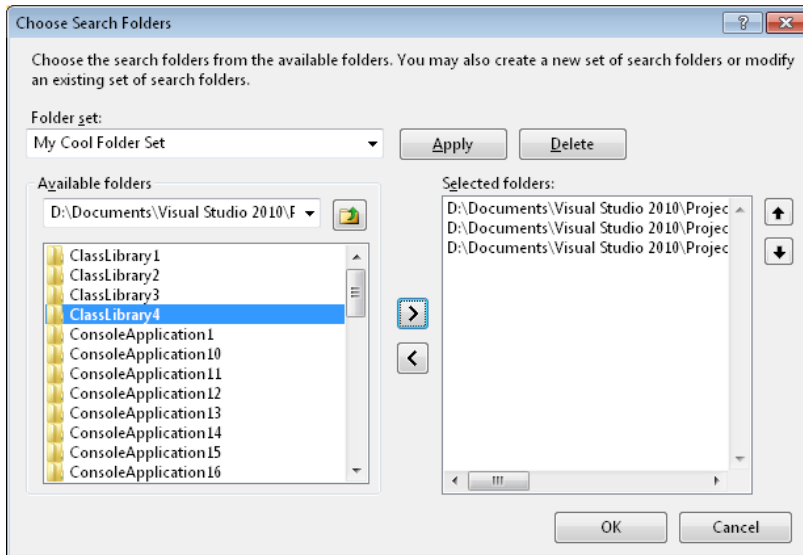 Choose Search Folders
Choose the search folders from the available folders. You may also create a new set of search folders or modify
an existing set of search folders.
Folder set:
My Cool Folder Set
Apply
Delete
Available folders
D:\Documents\Visual Studio 2010\P
ClassLibrary1
ClassLibrary2
ClassLibrary3
ClassLibrary4
ConsoleApplication1
ConsoleApplication10
ConsoleApplication11
ConsoleApplication12
ConsoleApplication13
ConsoleApplication14
ConsoleApplication15
ConsoleApplication16
Selected folders:
D:\Documents\Visual Studio 2010\Projec
D:\Documents\Visual Studio 2010\Projec
D:\Documents\Visual Studio 2010\Projec
OK
Cancel